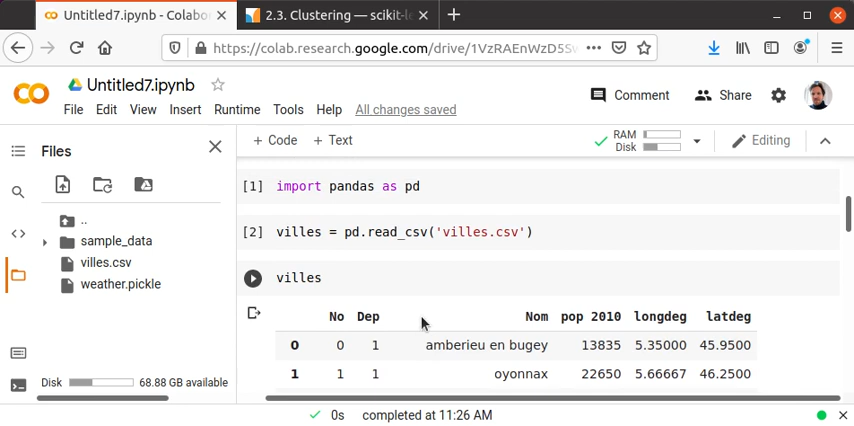 Untitled7.ipynb - Colabo
2.3. Clustering — scikit-l
https://colab.research.google.com/drive/1VzRAEnWzD5Sw
Untitled7.ipynb
File Edit View Insert Runtime Tools Help All changes saved
Comment Share
Files
+ Code + Text
RAM
Disk
Editing
..
sample_data
villes.csv
weather.pickle
Disk 68.88 GB available
[1] import pandas as pd
[2] villes = pd.read_csv('villes.csv')
villes
No Dep Nom pop 2010 longdeg latdeg
0 0 1 amberieu en bugey 13835 5.35000 45.9500
1 1 1 oyonnax 22650 5.66667 46.2500
0s completed at 11:26 AM